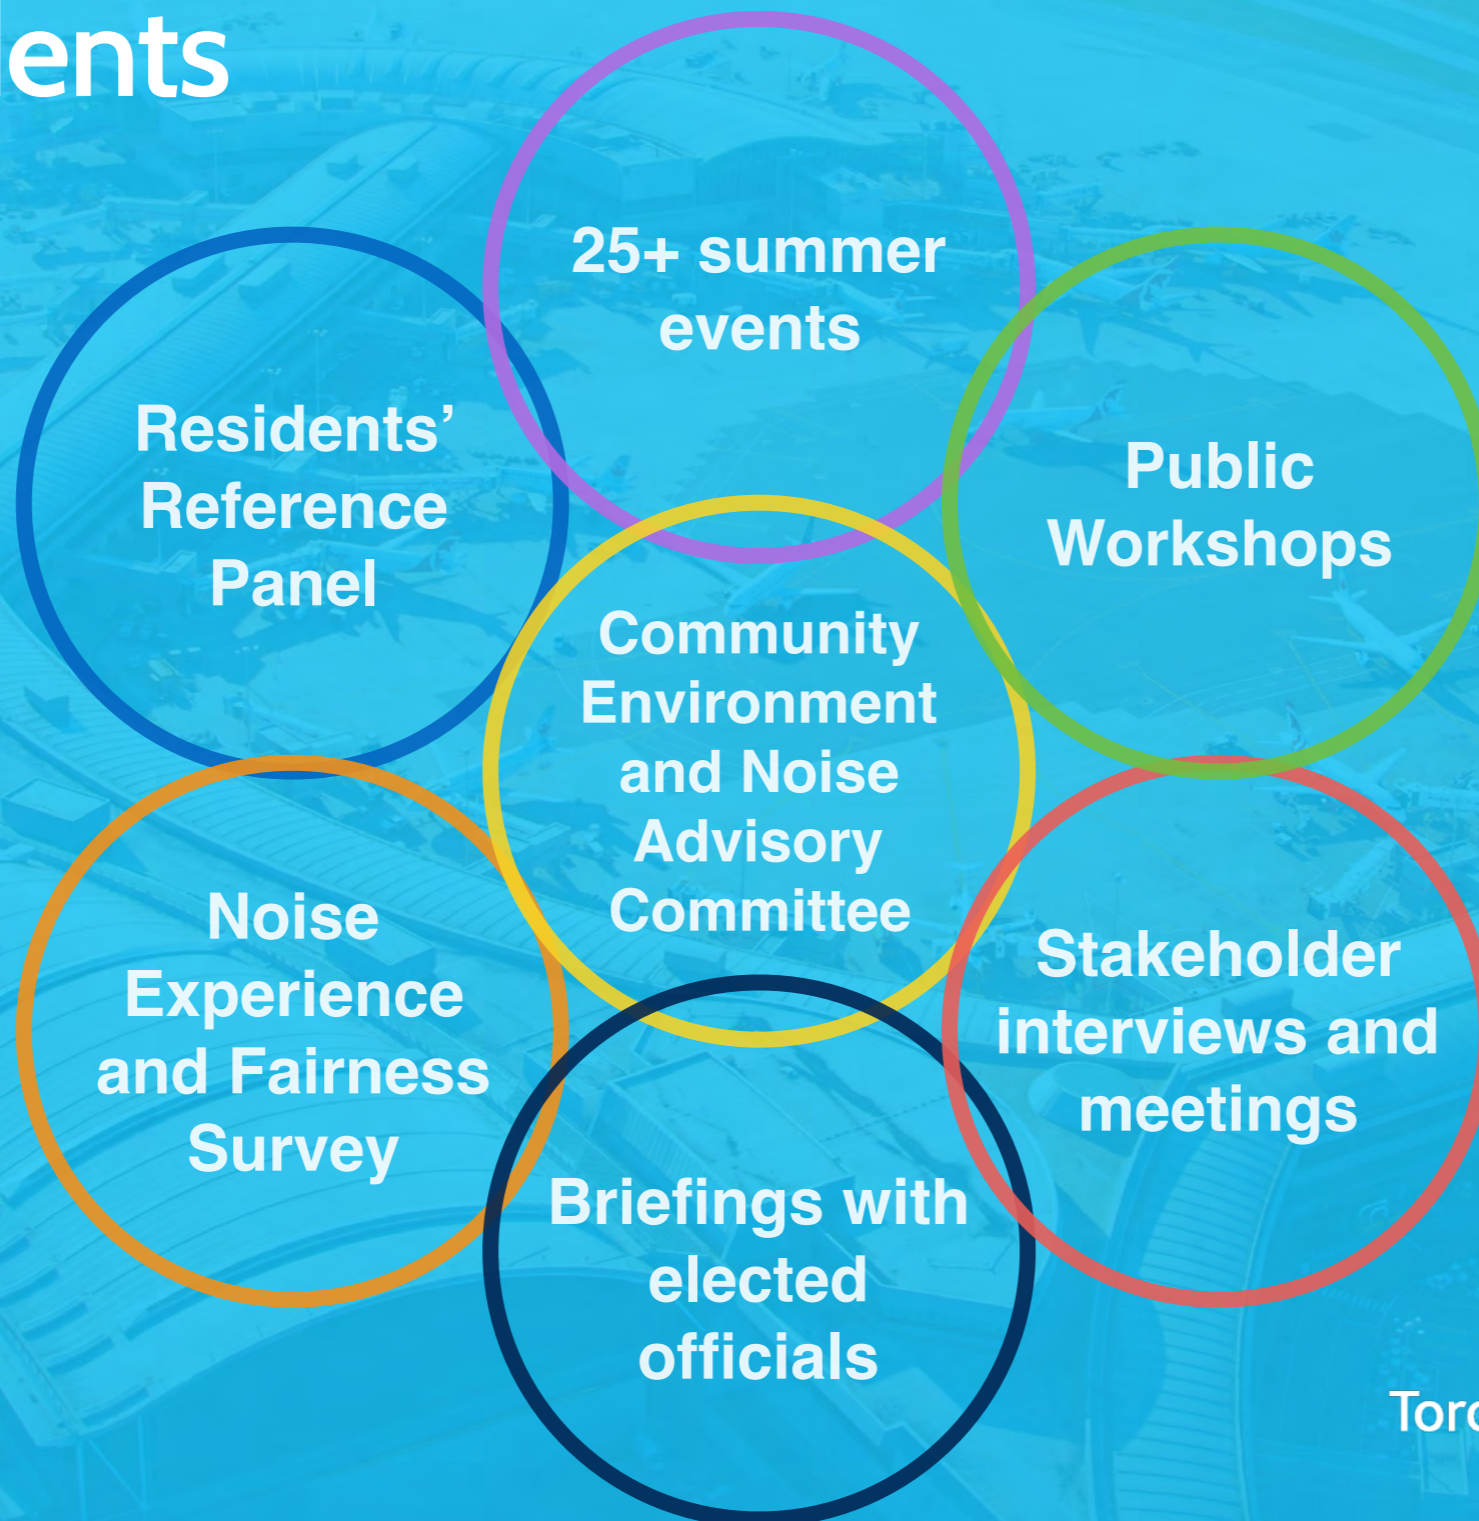 ents
25+ summer
events
Residents’
Reference
Panel
Public
Workshops
Community
Environment
and Noise
Advisory
Committee
Noise
Experience
and Fairness
Survey
Stakeholder
interviews and
meetings
Briefings with
elected
officials
Toro